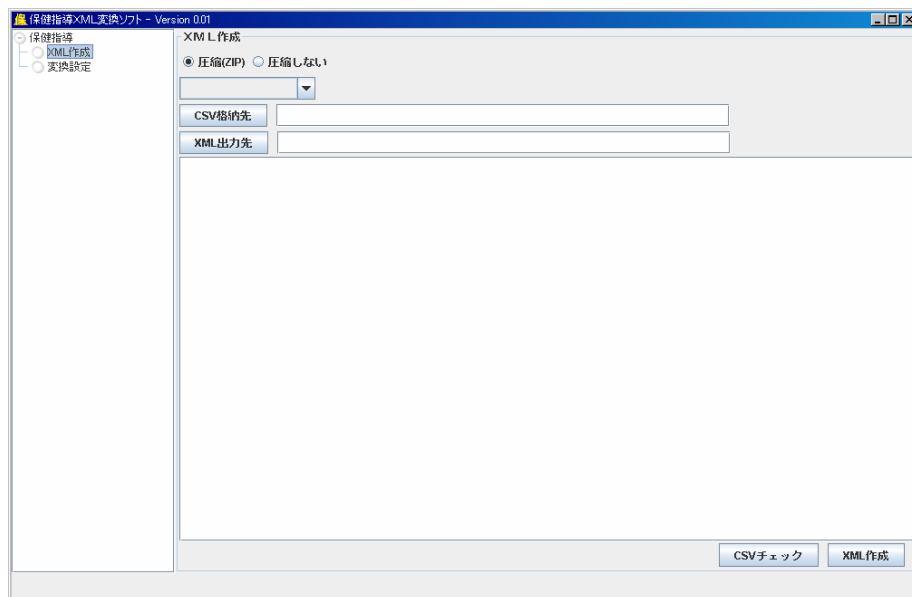 保 保健指導XML変換ソフト - Version 0.01
保健指導
XML作成
変換設定
XML作成
圧縮(ZIP) 圧縮しない
CSV格納先
XML出力先
CSVチェック XML作成